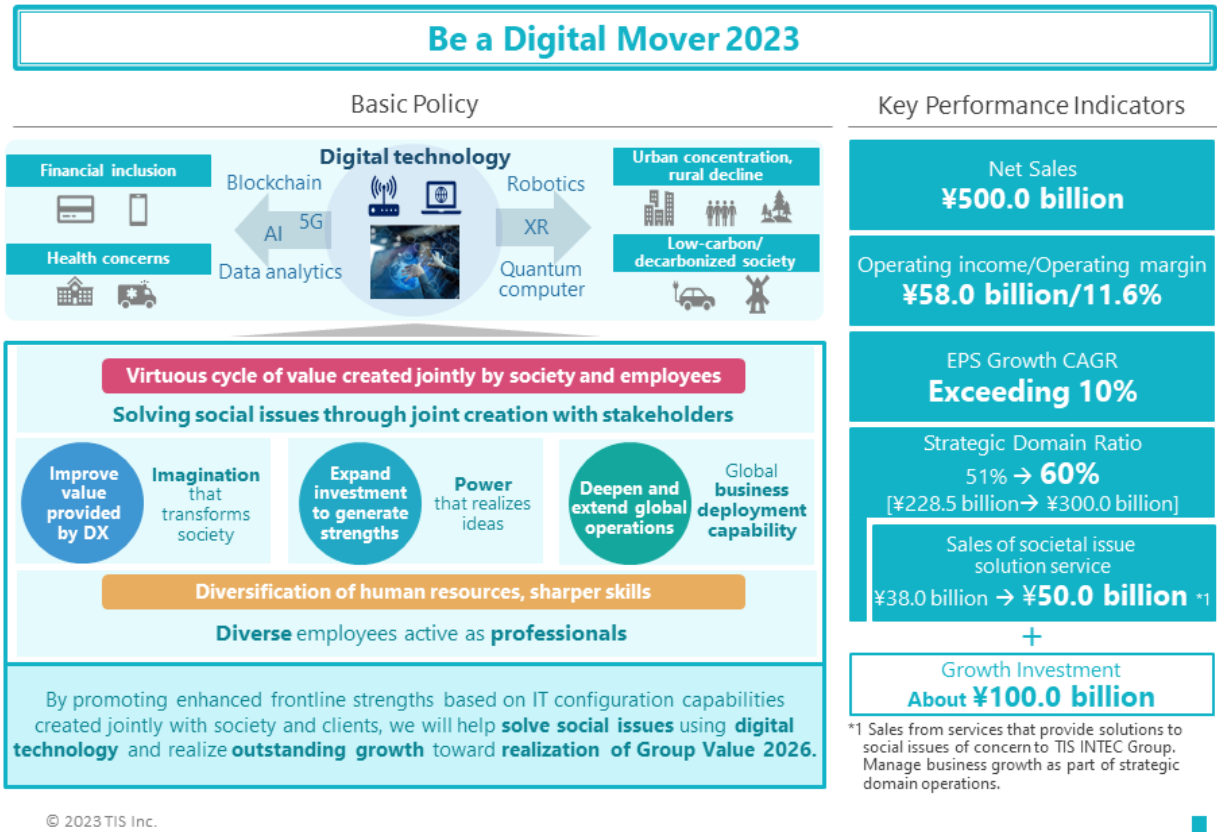 Be a Digital Mover 2023
Basic Policy
Financial inclusion
Health concerns
Digital technology
Blockchain
5G
AI
Data analytics
Robotics
XR
Quantum
computer
Urban concentration,
rural decline
Low-carbon/
decarbonized society
Virtuous cycle of value created jointly by society and employees
Solving social issues through joint creation with stakeholders
Improve
value
provided
by DX
Imagination
that
transforms
society
Expand
investment
to generate
strengths
Power
that realizes
ideas
Deepen and
extend global
operations
Global
business
deployment
capability
Diversification of human resources, sharper skills
Diverse employees active as professionals
By promoting enhanced frontline strengths based on IT configuration capabilities
created jointly with society and clients, we will help solve social issues using digital
technology and realize outstanding growth toward realization of Group Value 2026.
Key Performance Indicators
Net Sales
¥500.0 billion
Operating income/Operating margin
¥58.0 billion/11.6%
EPS Growth CAGR
Exceeding 10%
Strategic Domain Ratio
51% → 60%
[¥228.5 billion→ ¥300.0 billion]
Sales of societal issue
solution service
¥38.0 billion → ¥50.0 billion *1
+
Growth Investment
About ¥100.0 billion
*1 Sales from services that provide solutions to
social issues of concern to TIS INTEC Group.
Manage business growth as part of strategic
domain operations.
© 2023 TIS Inc.